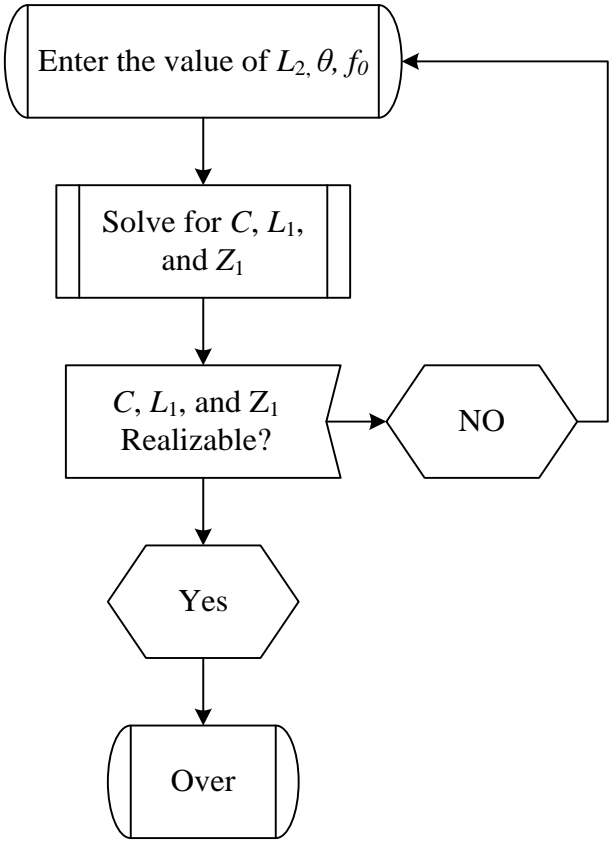 Enter the value of L₂, θ, f₀
Solve for C, L₁,
and Z₁
C, L₁, and Z₁
Realizable?
NO
Yes
Over